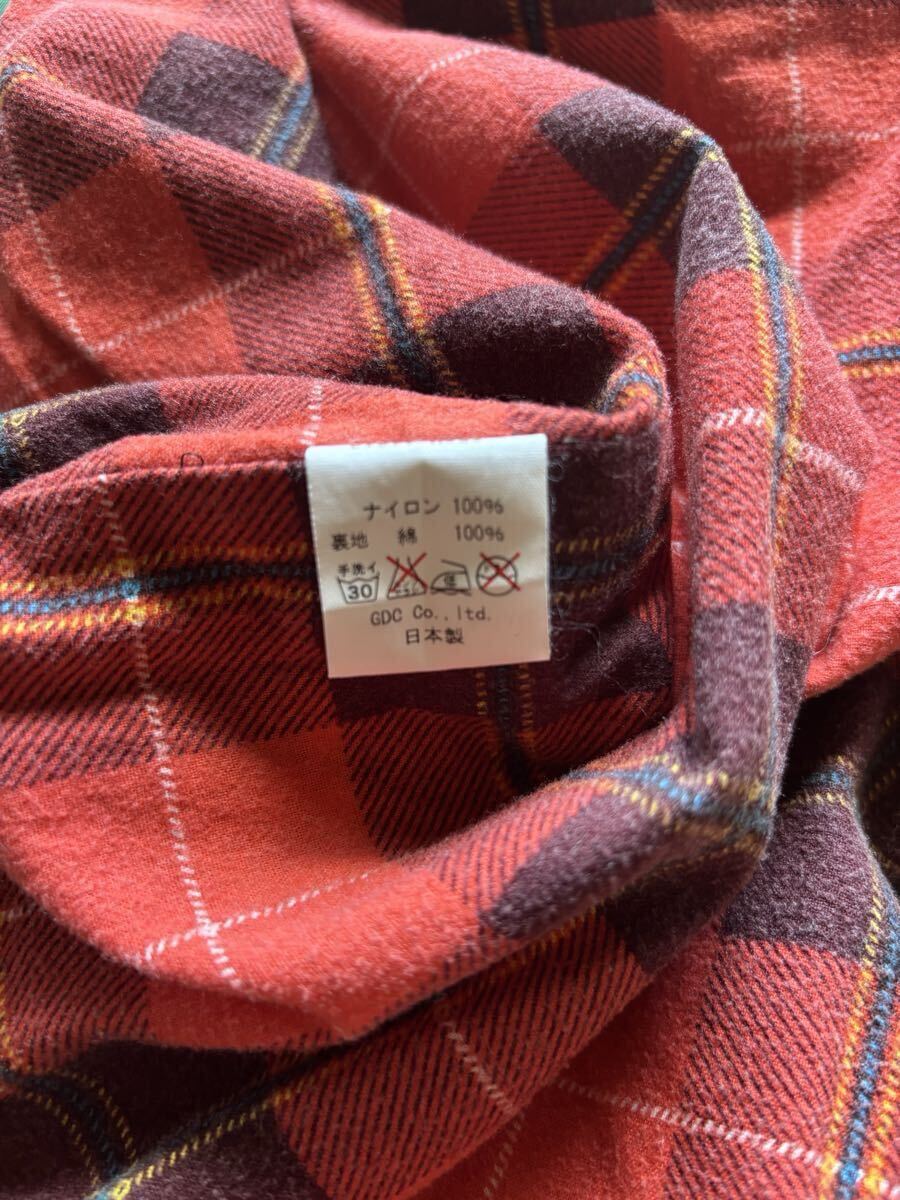 ナイロン 100%
裏地 綿 100%
手洗イ
30
GDC Co.,ltd.
日本製